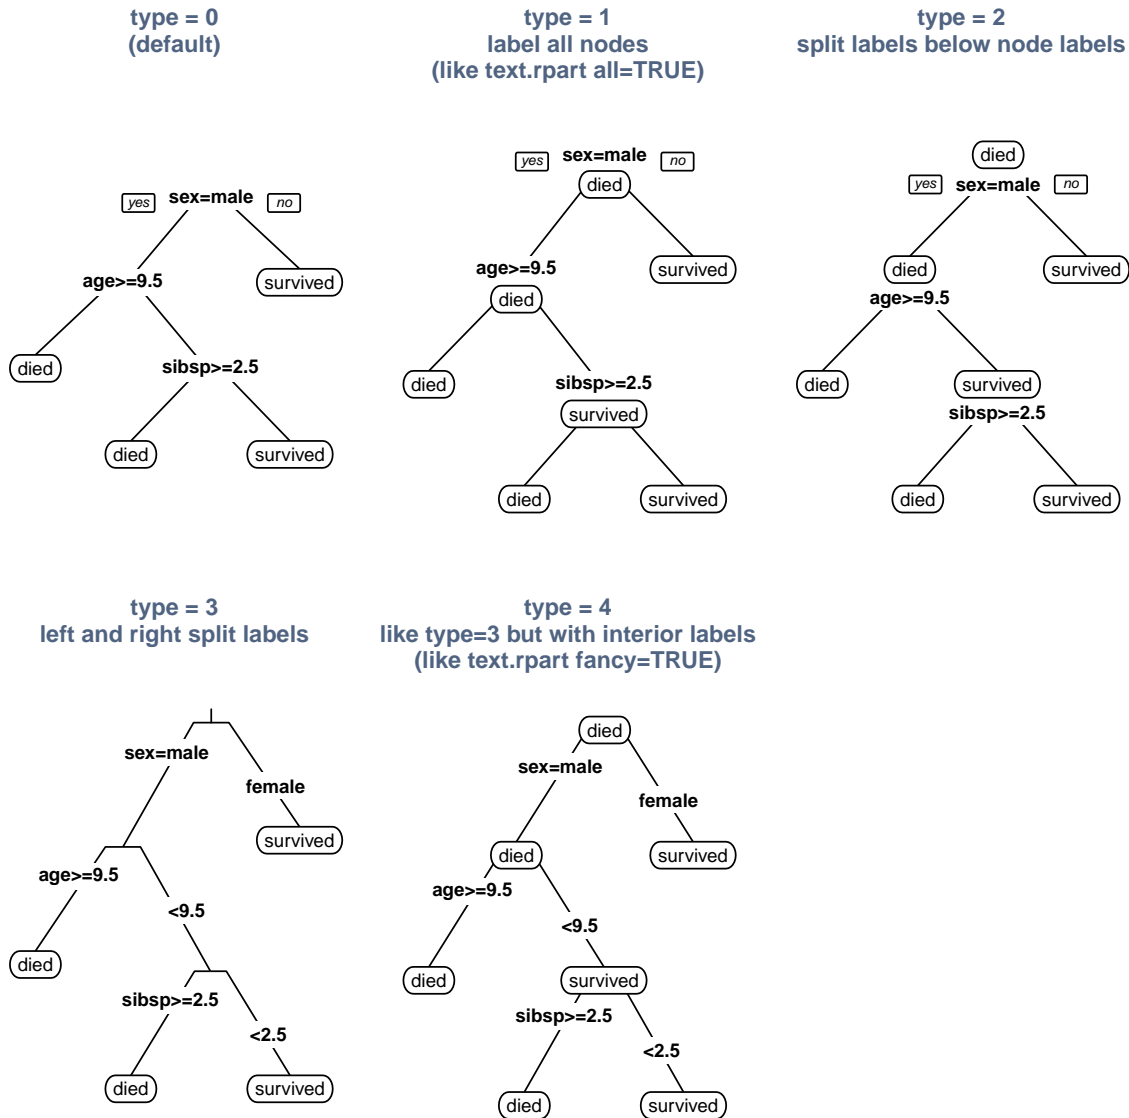 type = 0
(default)
yes
sex=male
no
age>=9.5
survived
died
sibsp>=2.5
died
survived
type = 1
label all nodes
(like text.rpart all=TRUE)
yes
sex=male
no
died
age>=9.5
survived
died
died
sibsp>=2.5
survived
died
survived
type = 2
split labels below node labels
died
yes
sex=male
no
died
survived
age>=9.5
died
survived
sibsp>=2.5
died
survived
type = 3
left and right split labels
sex=male
female
survived
age>=9.5
<9.5
died
sibsp>=2.5
<2.5
died
survived
type = 4
like type=3 but with interior labels
(like text.rpart fancy=TRUE)
died
sex=male
female
died
survived
age>=9.5
<9.5
died
survived
sibsp>=2.5
<2.5
died
survived